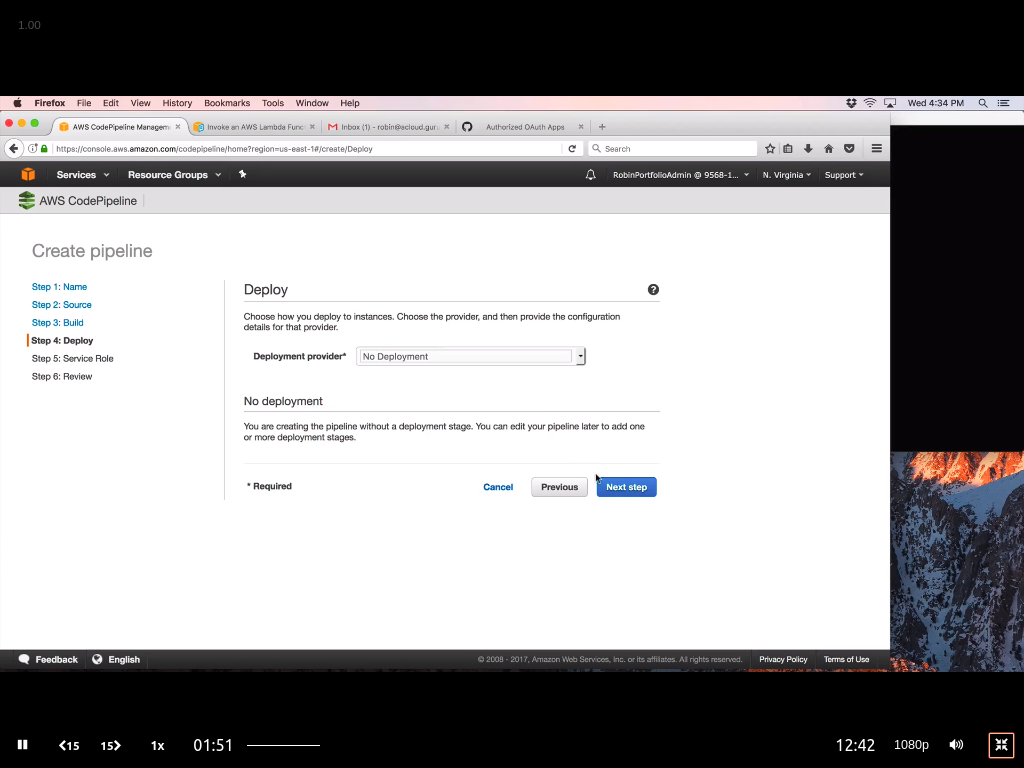 1.00
Firefox File Edit View History Bookmarks Tools Window Help Wed 4:34 PM
AWS CodePipeline Managem Invoke an AWS Lambda Func Inbox (1) - robin@acloud.gur Authorized OAuth Apps
https://console.aws.amazon.com/codepipeline/home?region=us-east-1#/create/Deploy Search
Services Resource Groups RobinPortfolioAdmin @ 9568-1... N. Virginia Support
AWS CodePipeline
Create pipeline
Step 1: Name
Step 2: Source
Step 3: Build
Step 4: Deploy
Step 5: Service Role
Step 6: Review
Deploy
Choose how you deploy to instances. Choose the provider, and then provide the configuration
details for that provider.
Deployment provider* No Deployment
No deployment
You are creating the pipeline without a deployment stage. You can edit your pipeline later to add one
or more deployment stages.
* Required Cancel Previous Next step
Feedback English © 2008 - 2017, Amazon Web Services, Inc. or its affiliates. All rights reserved. Privacy Policy Terms of Use
15 15 1x 01:51 12:42 1080p